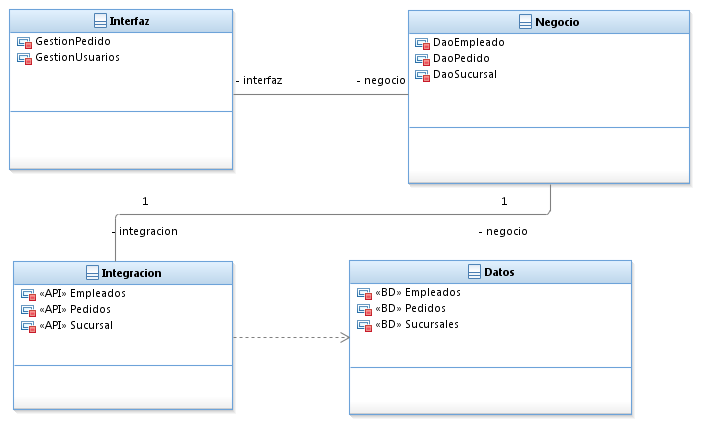 Interfaz
GestionPedido
GestionUsuarios
Negocio
DaoEmpleado
DaoPedido
DaoSucursal
- interfaz
- negocio
1
1
- integracion
- negocio
Integracion
«API» Empleados
«API» Pedidos
«API» Sucursal
Datos
«BD» Empleados
«BD» Pedidos
«BD» Sucursales